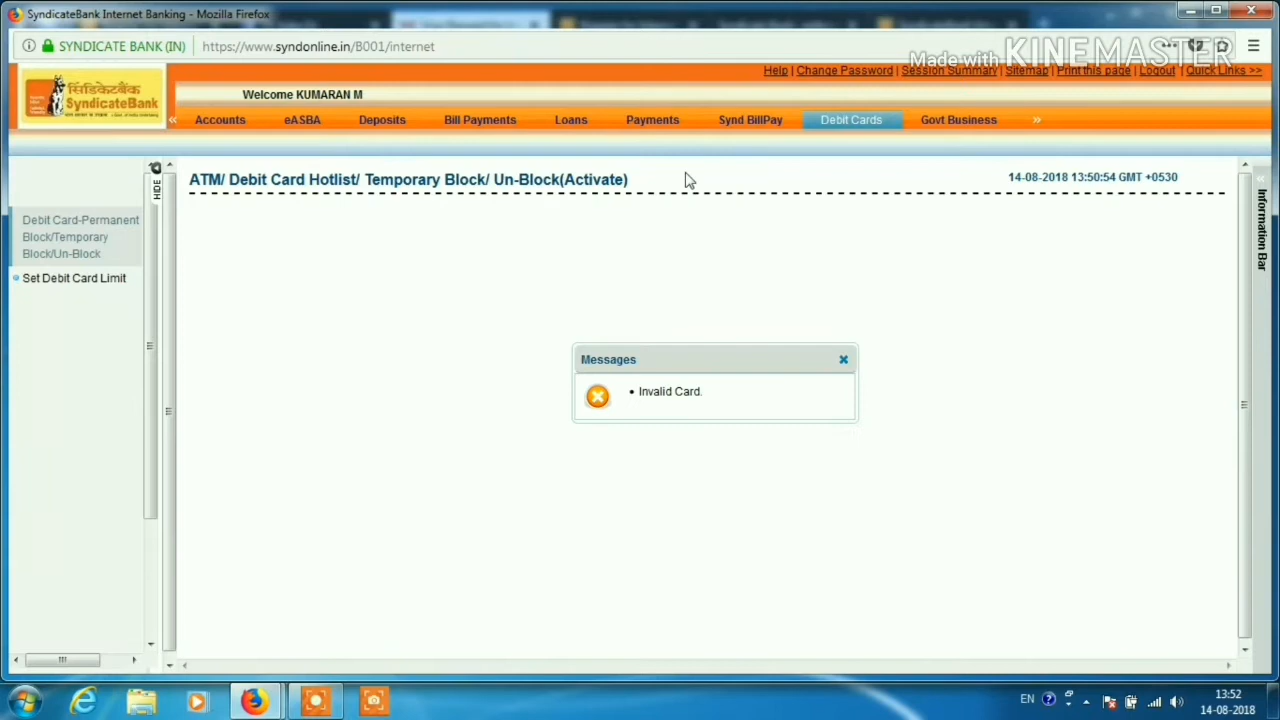 SyndicateBank Internet Banking - Mozilla Firefox
SYNDICATE BANK (IN) https://www.syndonline.in/B001/internet
Made with KINEMASTER
Help | Change Password | Session Summary | Sitemap | Print this page | Logout | Quick Links >>
सिंडिकेटबैंक
SyndicateBank
Welcome KUMARAN M
« Accounts eASBA Deposits Bill Payments Loans Payments Synd BillPay Debit Cards Govt Business »
HIDE
ATM/ Debit Card Hotlist/ Temporary Block/ Un-Block(Activate)
14-08-2018 13:50:54 GMT +0530
Debit Card-Permanent
Block/Temporary
Block/Un-Block
Set Debit Card Limit
Information Bar
Messages
• Invalid Card.
EN
13:52
14-08-2018